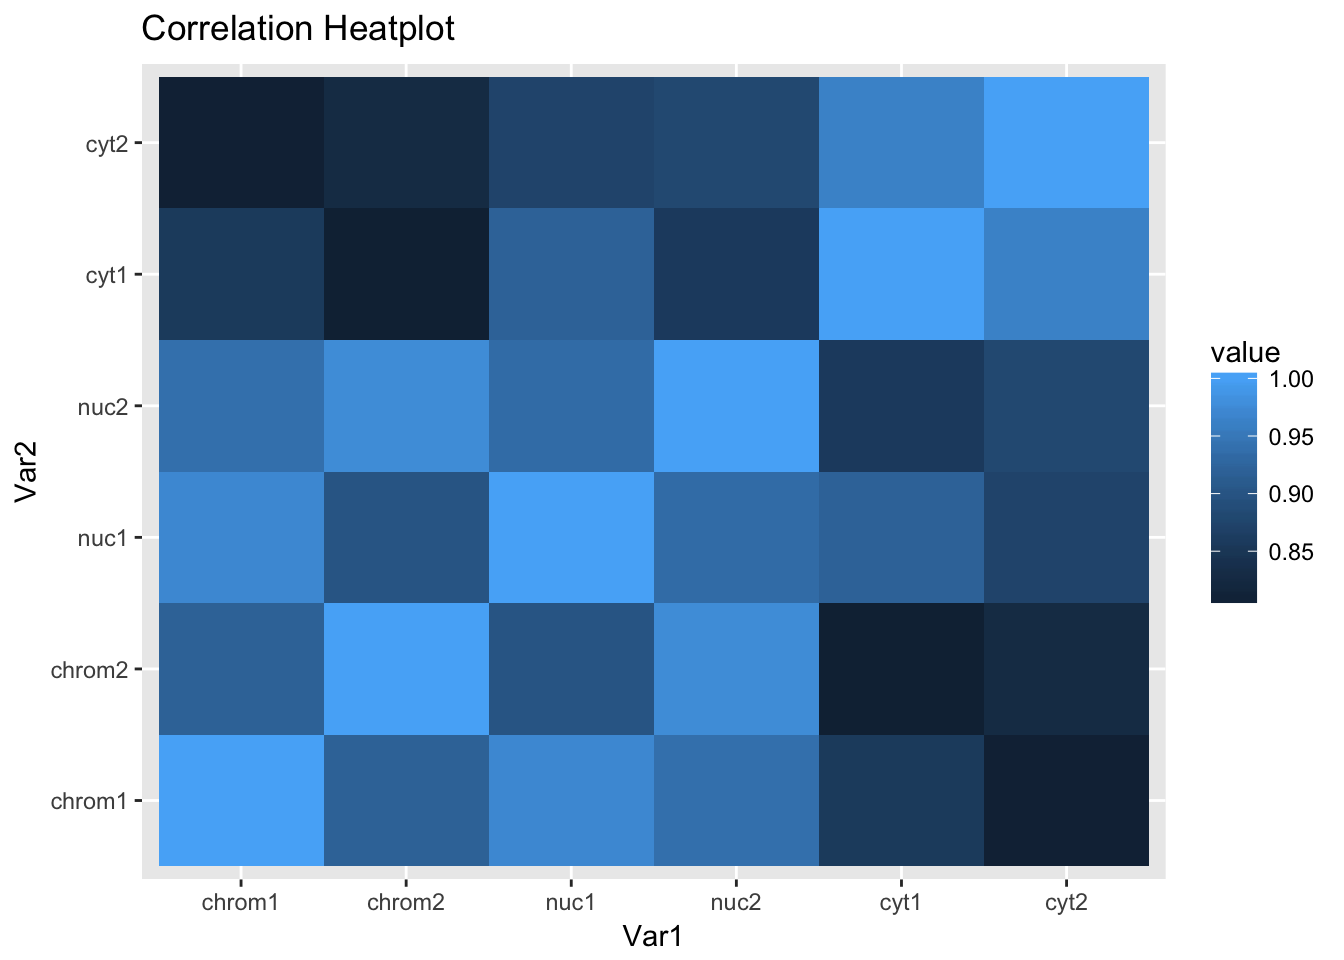 Correlation Heatplot
cyt2
cyt1
nuc2
nuc1
chrom2
chrom1
Var2
chrom1 chrom2 nuc1 nuc2 cyt1 cyt2
Var1
value
1.00
0.95
0.90
0.85